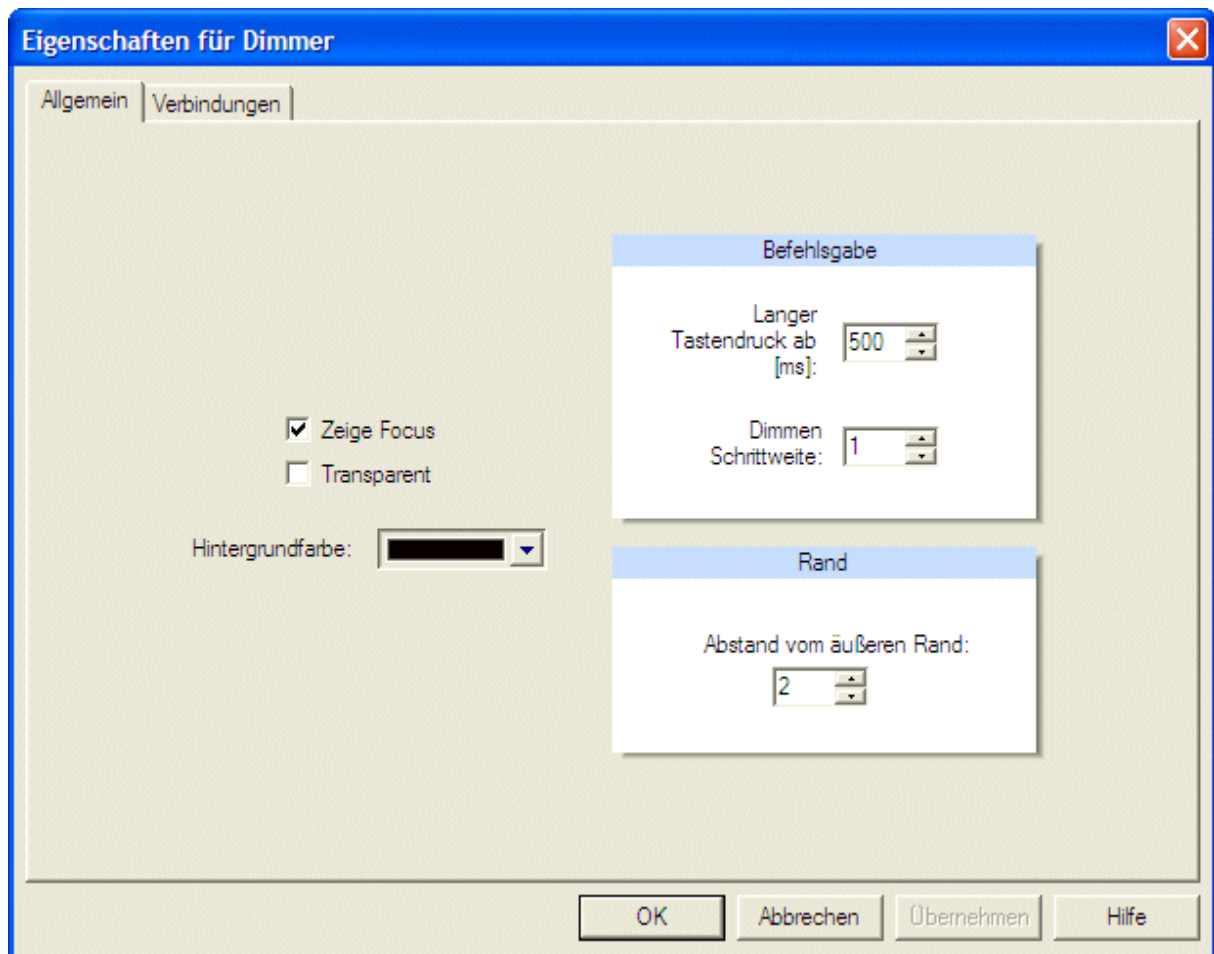 Eigenschaften für Dimmer
Allgemein
Verbindungen
Befehlsgabe
Langer
Tastendruck ab
[ms]:
500
Dimmen
Schrittweite:
1
Zeige Focus
Transparent
Hintergrundfarbe:
Rand
Abstand vom äußeren Rand:
2
OK
Abbrechen
Übernehmen
Hilfe